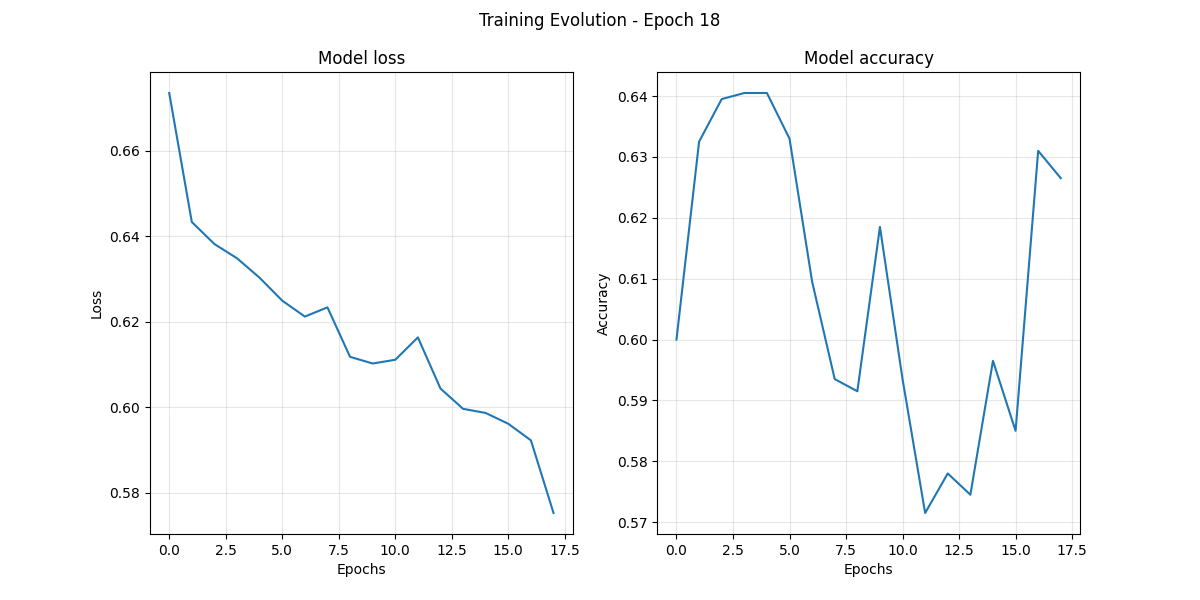 Training Evolution - Epoch 18
Model loss
Loss
0.66
0.64
0.62
0.60
0.58
0.0 2.5 5.0 7.5 10.0 12.5 15.0 17.5
Epochs
Model accuracy
Accuracy
0.64
0.63
0.62
0.61
0.60
0.59
0.58
0.57
0.0 2.5 5.0 7.5 10.0 12.5 15.0 17.5
Epochs